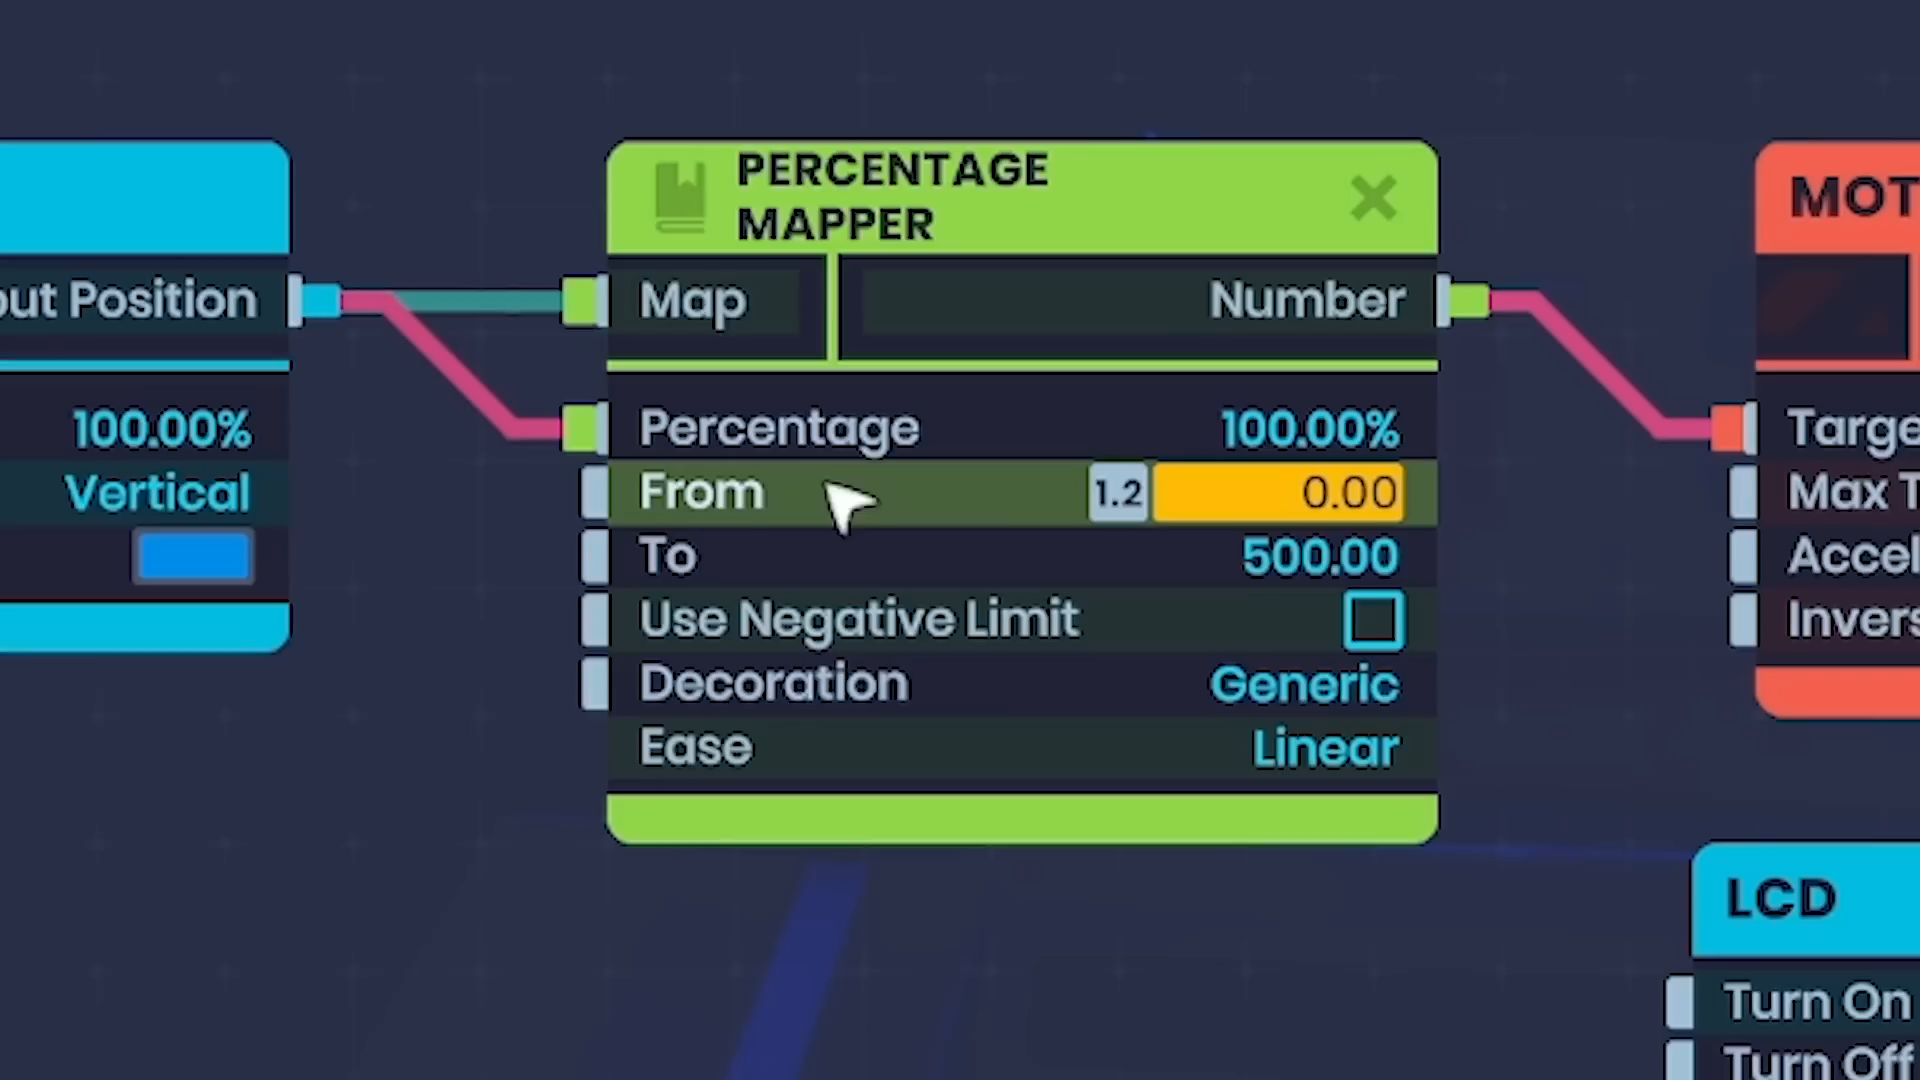 out Position
100.00%
Vertical
PERCENTAGE
MAPPER
Map
Number
Percentage 100.00%
From 1.2 0.00
To 500.00
Use Negative Limit
Decoration Generic
Ease Linear
MOT
Targe
Max T
Accel
Invers
LCD
Turn On
Turn Off